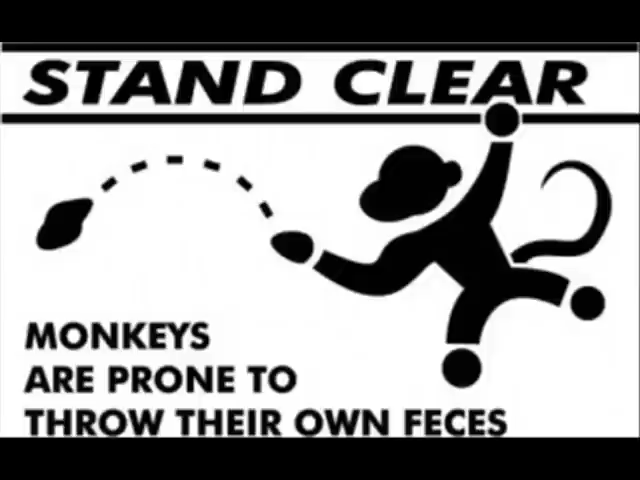 STAND CLEAR
MONKEYS
ARE PRONE TO
THROW THEIR OWN FECES